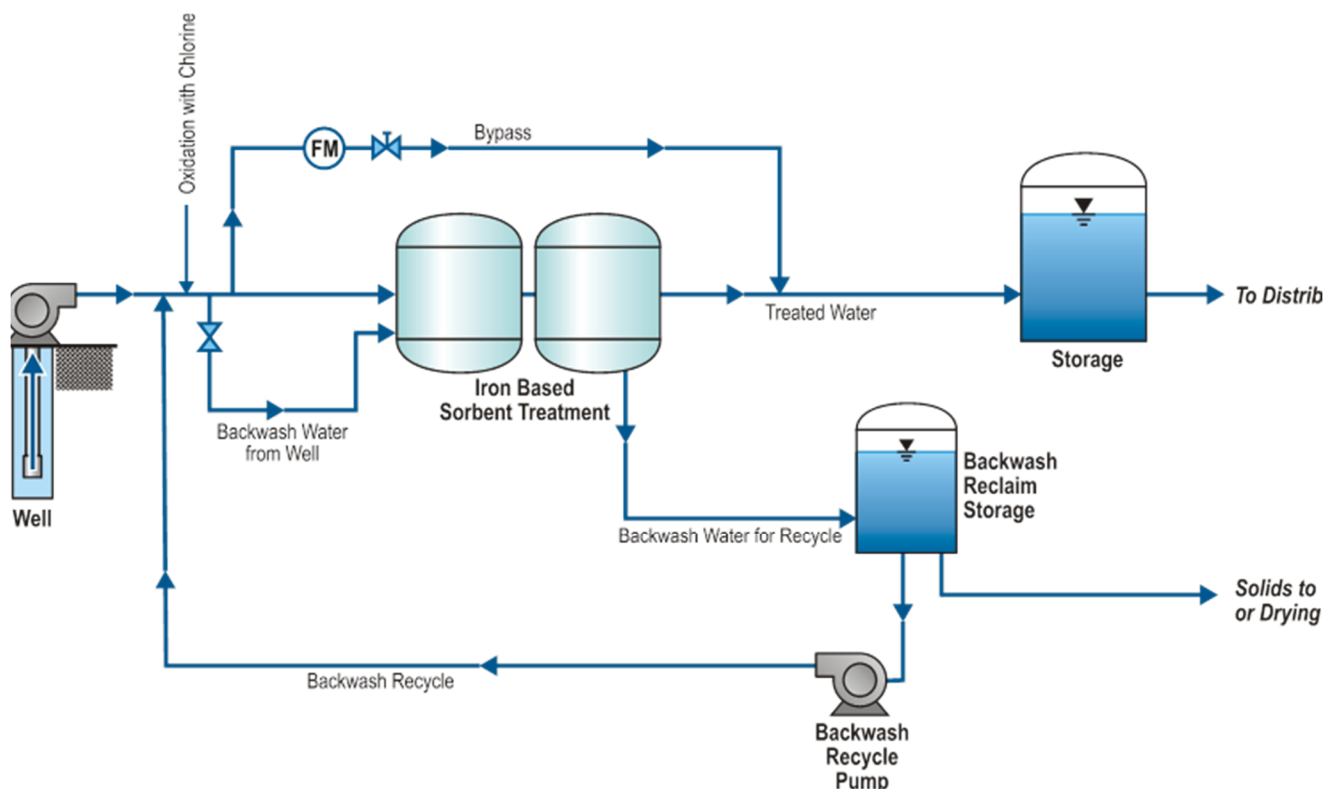 Oxidation with Chlorine
FM
Bypass
Treated Water
To Distrib
Storage
Iron Based
Sorbent Treatment
Backwash Water
from Well
Well
Backwash
Reclaim
Storage
Backwash Water for Recycle
Solids to
or Drying
Backwash Recycle
Backwash
Recycle
Pump